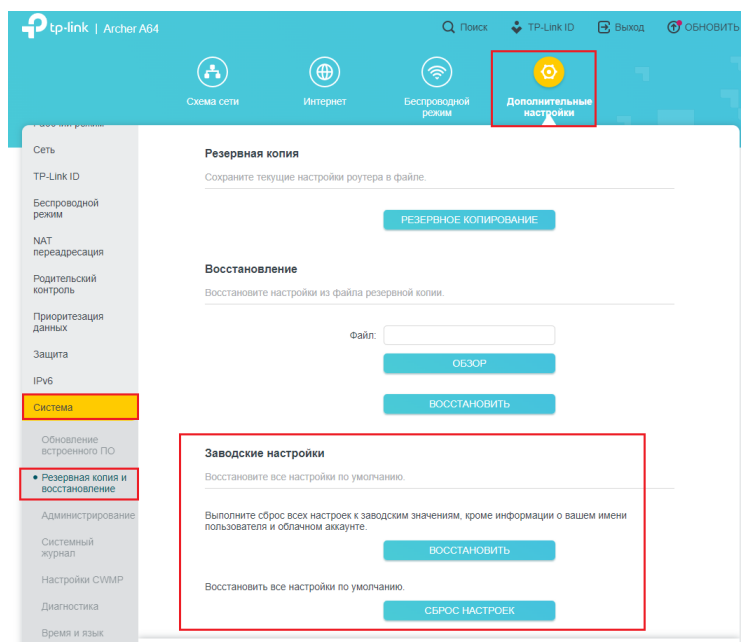 tp-link | Archer A64
Поиск
TP-Link ID
Выход
ОБНОВИТЬ
Схема сети
Интернет
Беспроводной
режим
Дополнительные
настройки
Рабочий режим
Сеть
TP-Link ID
Беспроводной
режим
NAT
переадресация
Родительский
контроль
Приоритезация
данных
Защита
IPv6
Система
Обновление
встроенного ПО
Резервная копия и
восстановление
Администрирование
Системный
журнал
Настройки CWMP
Диагностика
Время и язык
Резервная копия
Сохраните текущие настройки роутера в файле.
РЕЗЕРВНОЕ КОПИРОВАНИЕ
Восстановление
Восстановите настройки из файла резервной копии.
Файл:
ОБЗОР
ВОССТАНОВИТЬ
Заводские настройки
Восстановите все настройки по умолчанию.
Выполните сброс всех настроек к заводским значениям, кроме информации о вашем имени
пользователя и облачном аккаунте.
ВОССТАНОВИТЬ
Восстановить все настройки по умолчанию.
СБРОС НАСТРОЕК